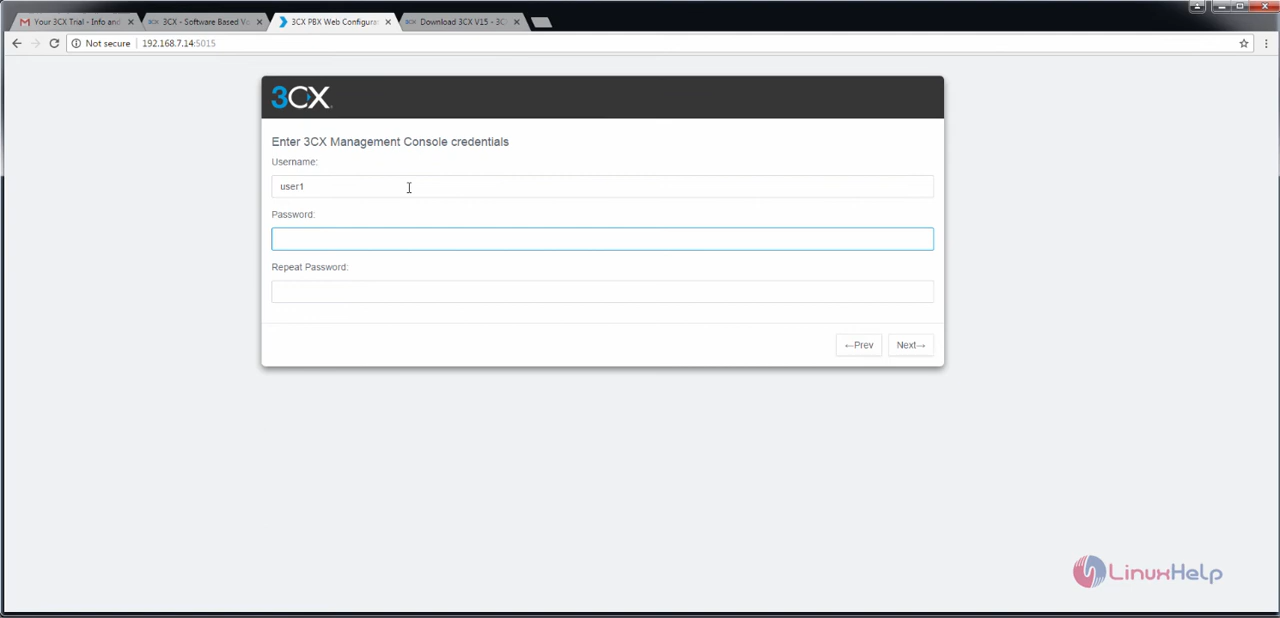 Your 3CX Trial - Info and
3CX - Software Based V
3CX PBX Web Configura
Download 3CX V15 - 3C
Not secure
192.168.7.14:5015
3CX
Enter 3CX Management Console credentials
Username:
user1
Password:
Repeat Password:
←Prev
Next→
LinuxHelp